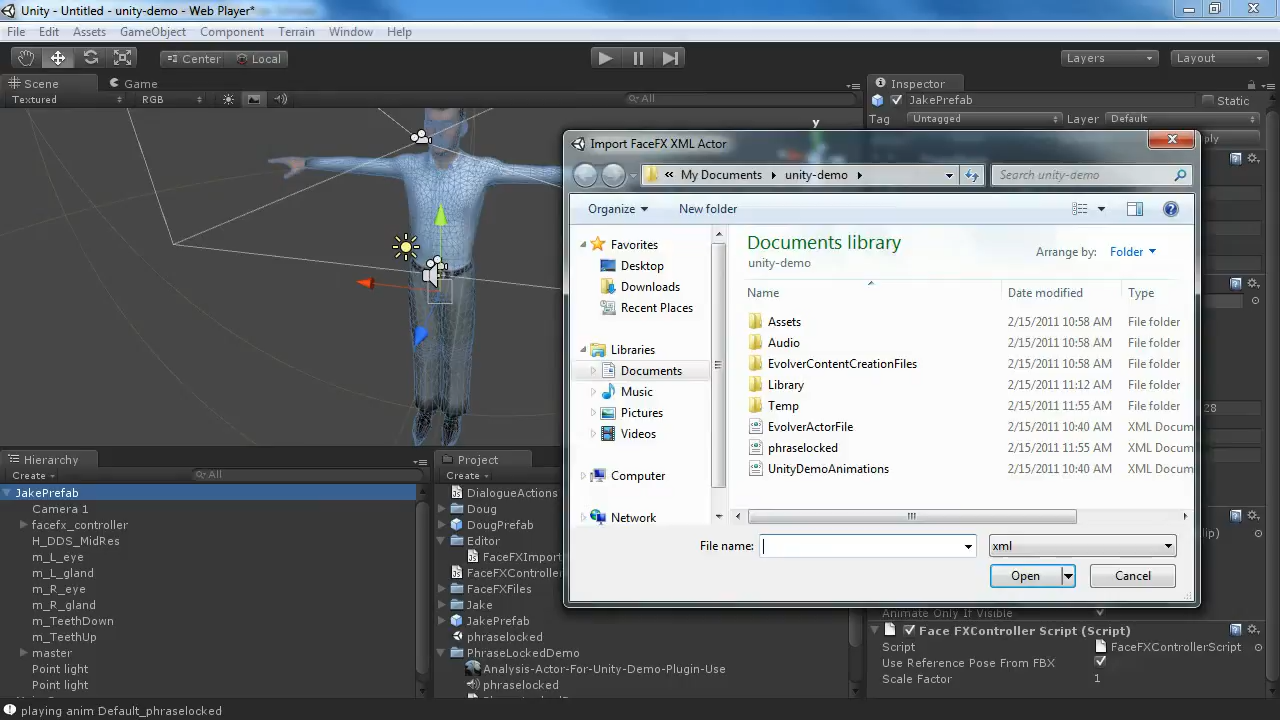 Unity - Untitled - unity-demo - Web Player*
File Edit Assets GameObject Component Terrain Window Help
Center Local Layers Layout
Scene Game
Textured RGB All
Inspector
JakePrefab Static
Tag Untagged Layer Default
y
Import FaceFX XML Actor
« My Documents unity-demo Search unity-demo
Organize New folder
Favorites
Desktop
Downloads
Recent Places
Libraries
Documents
Music
Pictures
Videos
Computer
Network
Documents library
unity-demo
Arrange by: Folder
Name Date modified Type
Assets 2/15/2011 10:58 AM File folder
Audio 2/15/2011 10:58 AM File folder
EvolverContentCreationFiles 2/15/2011 10:58 AM File folder
Library 2/15/2011 11:12 AM File folder
Temp 2/15/2011 11:55 AM File folder
EvolverActorFile 2/15/2011 10:40 AM XML Docum
phraselocked 2/15/2011 11:55 AM XML Docum
UnityDemoAnimations 2/15/2011 10:40 AM XML Docum
File name: xml
Open Cancel
Hierarchy
Create All
JakePrefab
Camera 1
facefx_controller
H_DDS_MidRes
m_L_eye
m_L_gland
m_R_eye
m_R_gland
m_TeethDown
m_TeethUp
master
Point light
Point light
Project
Create
DialogueActions
Doug
DougPrefab
Editor
FaceFXImport
FaceFXController
FaceFXFiles
Jake
JakePrefab
phraselocked
PhraseLockedDemo
Analysis-Actor-For-Unity-Demo-Plugin-Use
phraselocked
ply
28
lip)
Animate Only If Visible
Face FXController Script (Script)
Script FaceFXControllerScript
Use Reference Pose From FBX
Scale Factor 1
playing anim Default_phraselocked